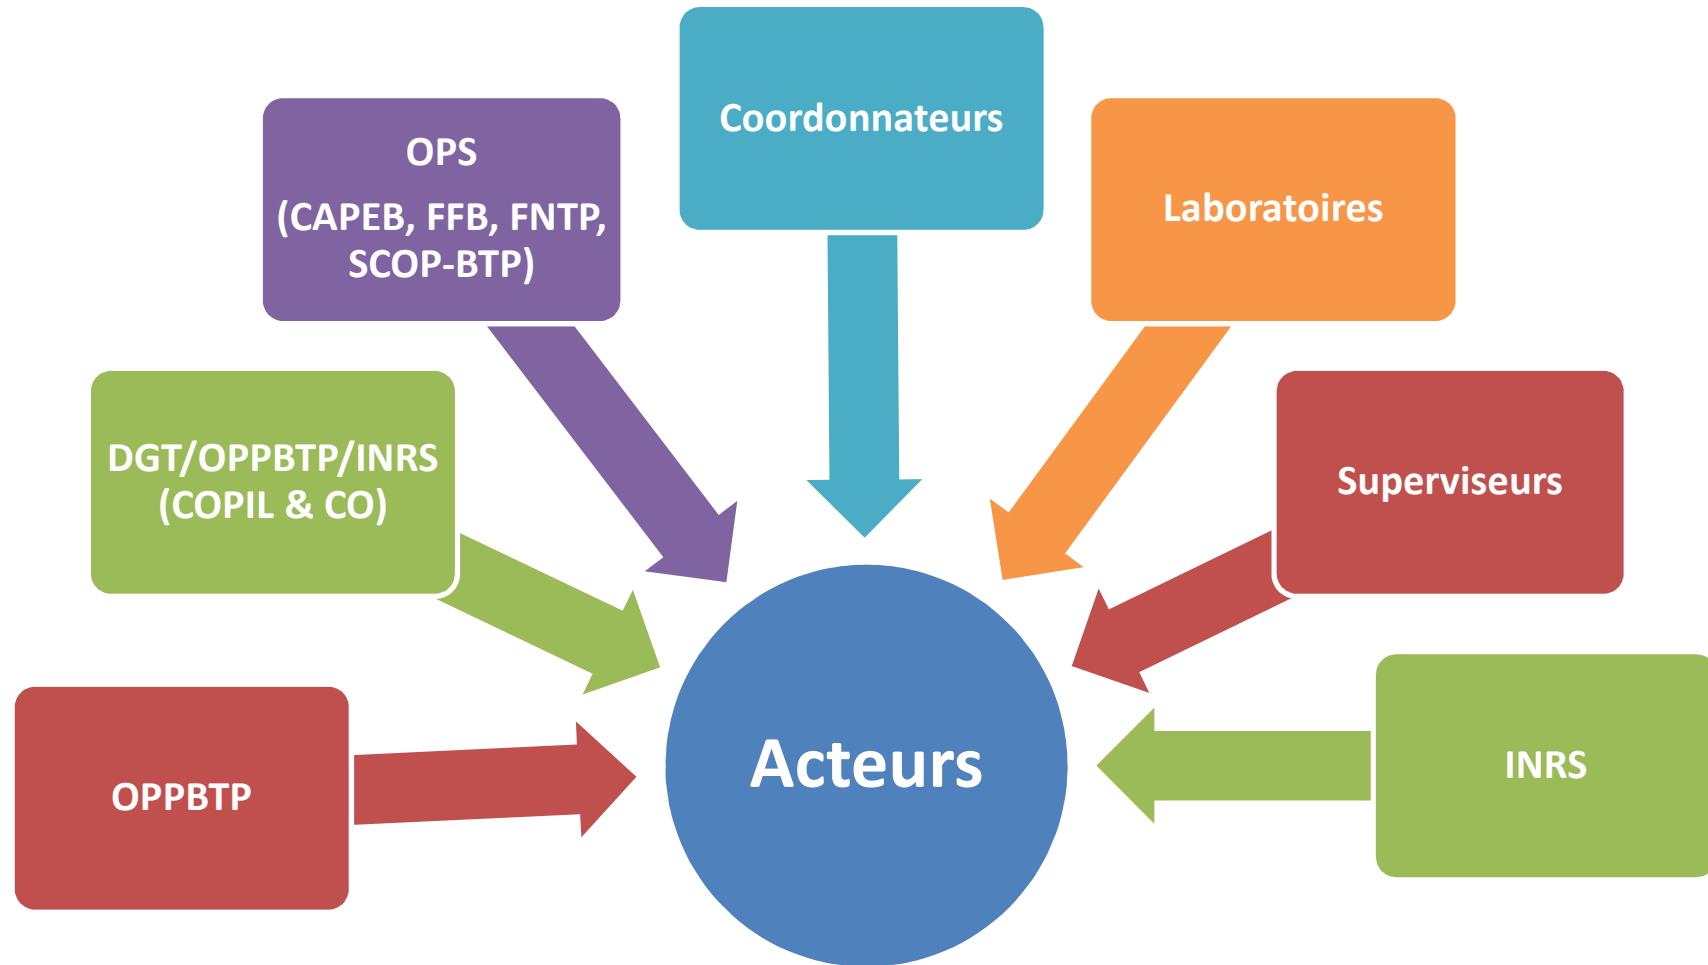 Coordonnateurs
OPS
(CAPEB, FFB, FNTP,
SCOP-BTP)
Laboratoires
DGT/OPPBTP/INRS
(COPIL & CO)
Superviseurs
OPPBTP
Acteurs
INRS